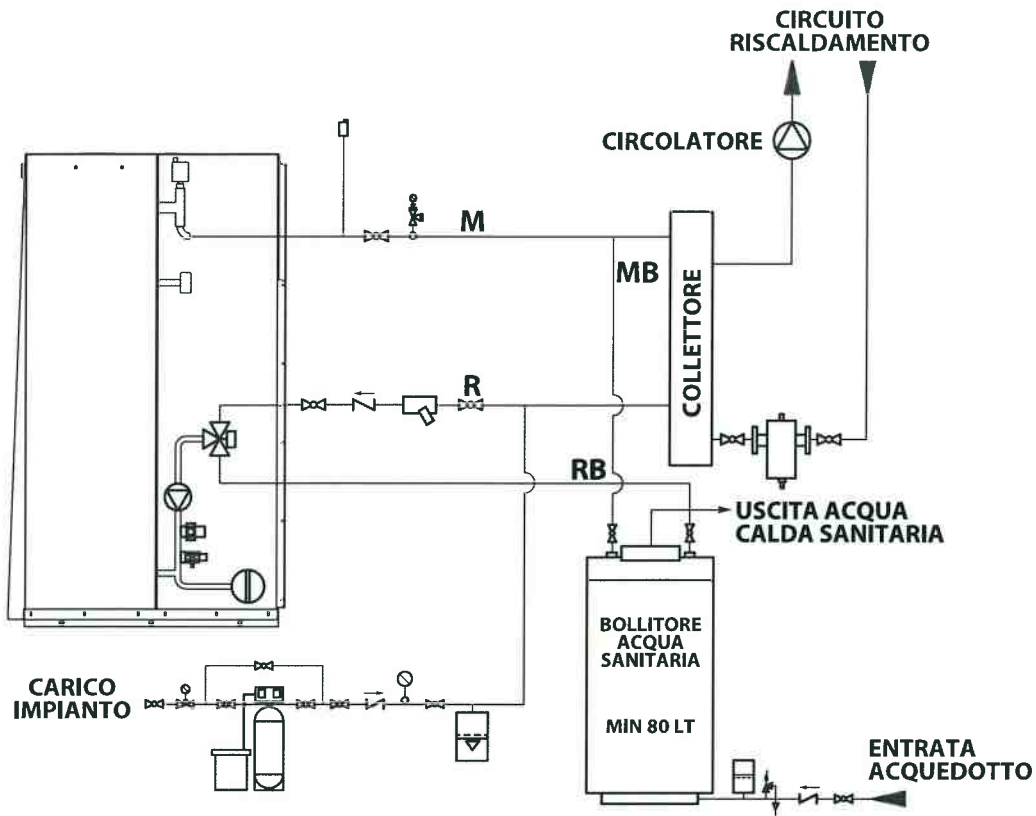 CIRCUITO
RISCALDAMENTO
CIRCOLATORE
M
MB
COLLETTORE
R
RB
USCITA ACQUA
CALDA SANITARIA
BOLLITORE
ACQUA
SANITARIA
MIN 80 LT
CARICO
IMPIANTO
ENTRATA
ACQUEDOTTO